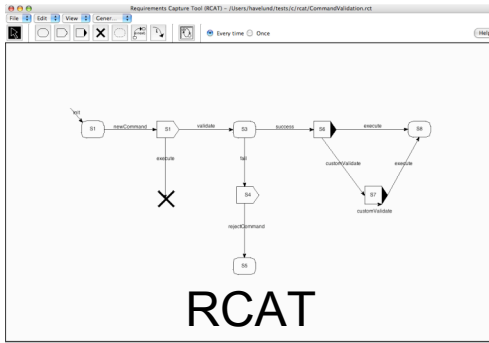 Requirements Capture Tool (RCAT) – /Users/havelund/tests/c/rcat/CommandValidation.rct
File Edit View Gener...
Every time Once Help
init
S1 newCommand S1 validate S3 success S6 execute S8
execute fail customValidate execute
S4 S7
customValidate
rejectCommand
S5
RCAT